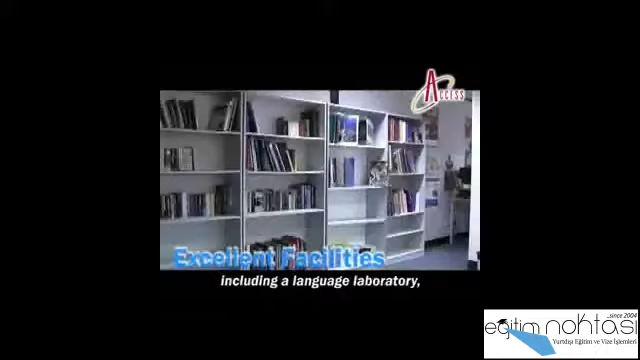 ACCESS
Excellent Facilities
including a language laboratory,
...since 2004
eğitim noktası
Yurtdışı Eğitim ve Vize İşlemleri